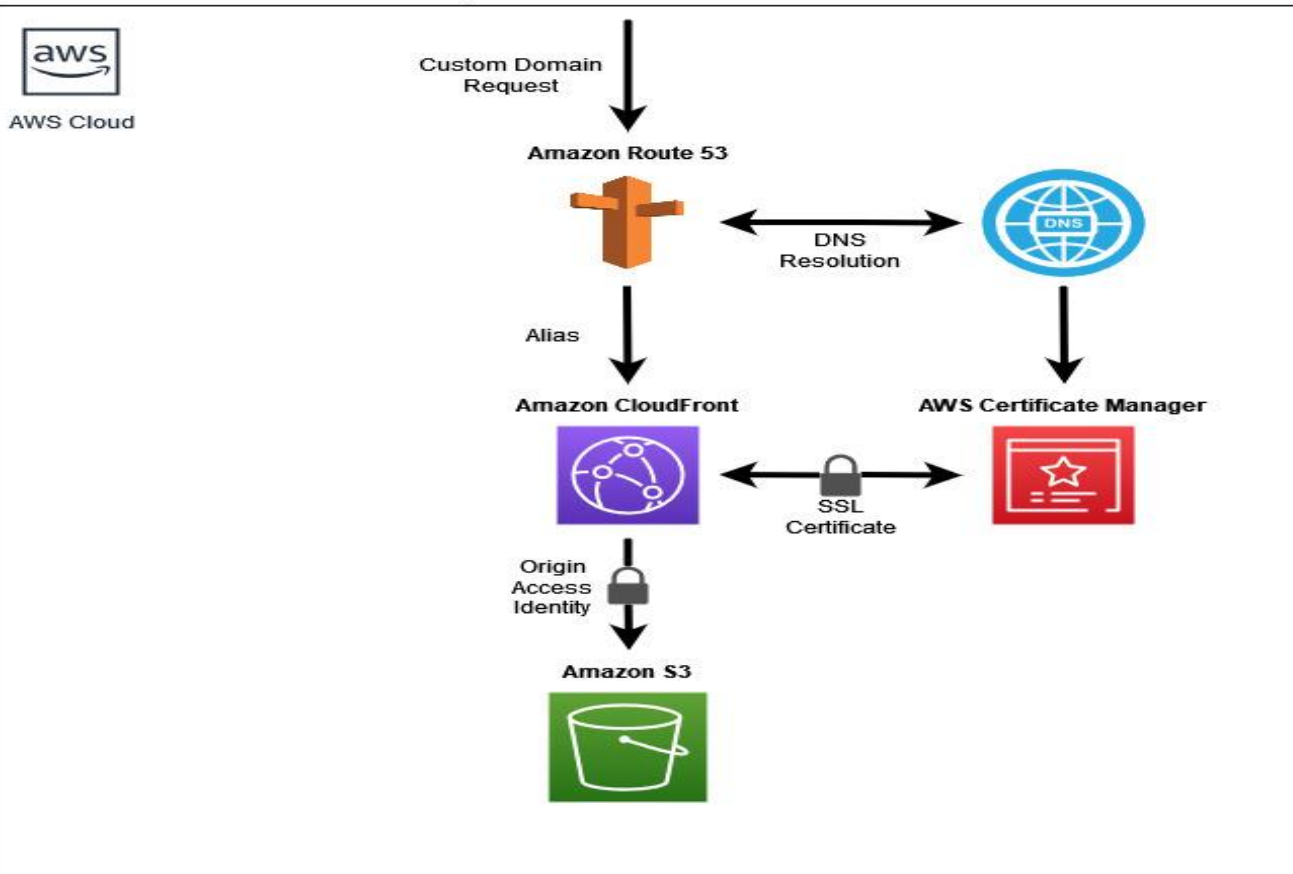 aws
AWS Cloud
Custom Domain
Request
Amazon Route 53
DNS
DNS
Resolution
Alias
Amazon CloudFront
AWS Certificate Manager
SSL
Certificate
Origin
Access
Identity
Amazon S3